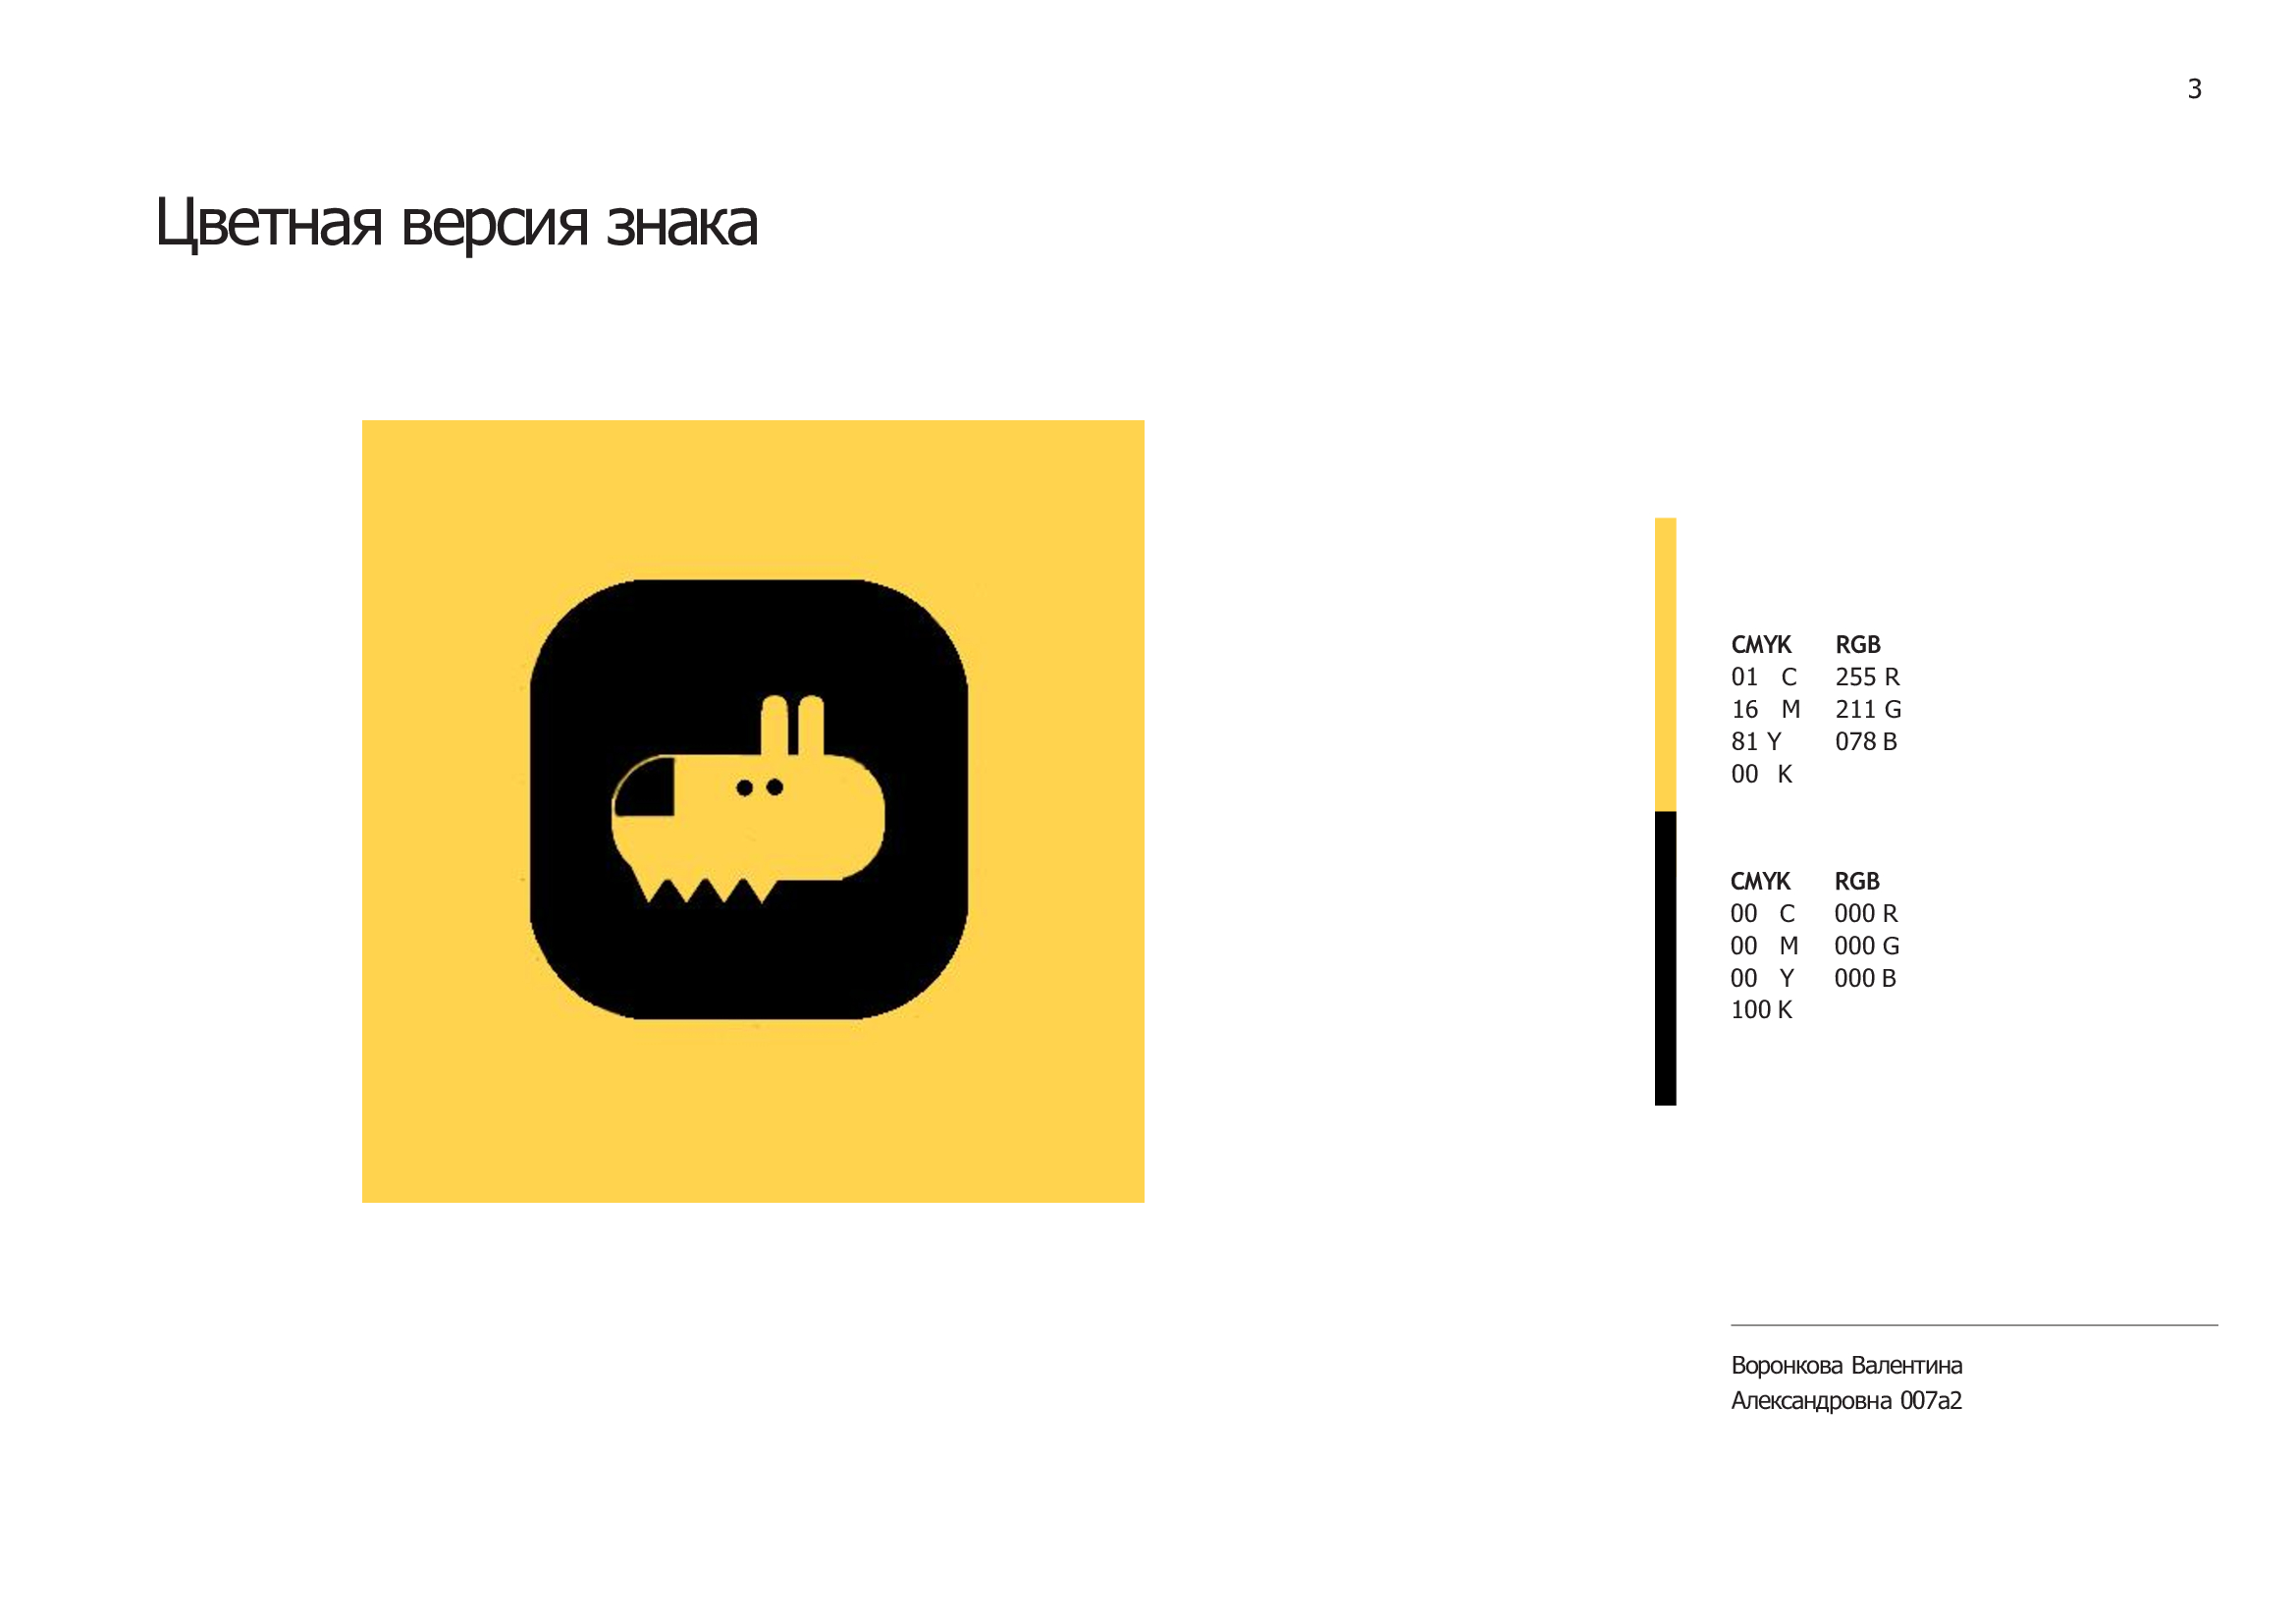 3
Цветная версия знака
CMYK RGB
01 C 255 R
16 M 211 G
81 Y 078 B
00 K
CMYK RGB
00 C 000 R
00 M 000 G
00 Y 000 B
100 K
Воронкова Валентина
Александровна 007а2